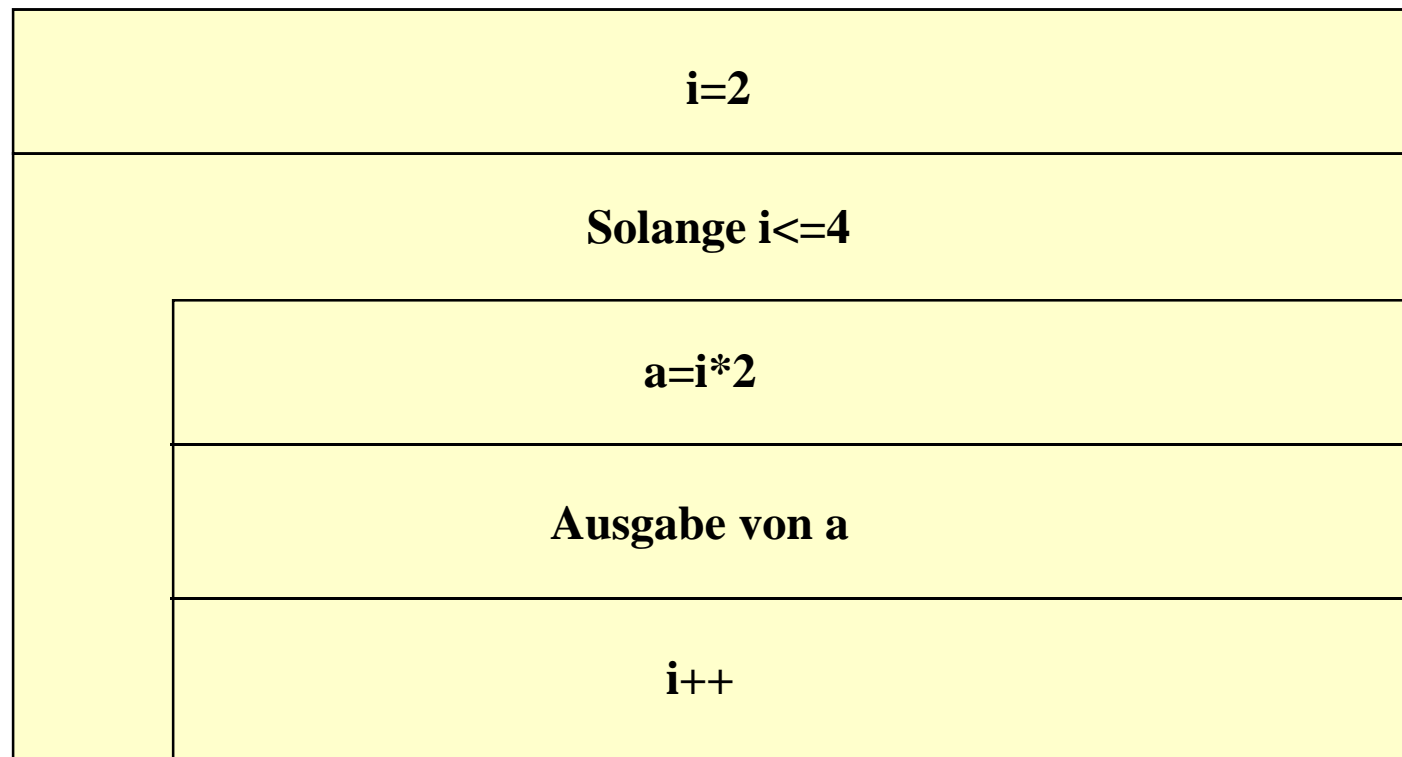 i=2
Solange i<=4
a=i*2
Ausgabe von a
i++